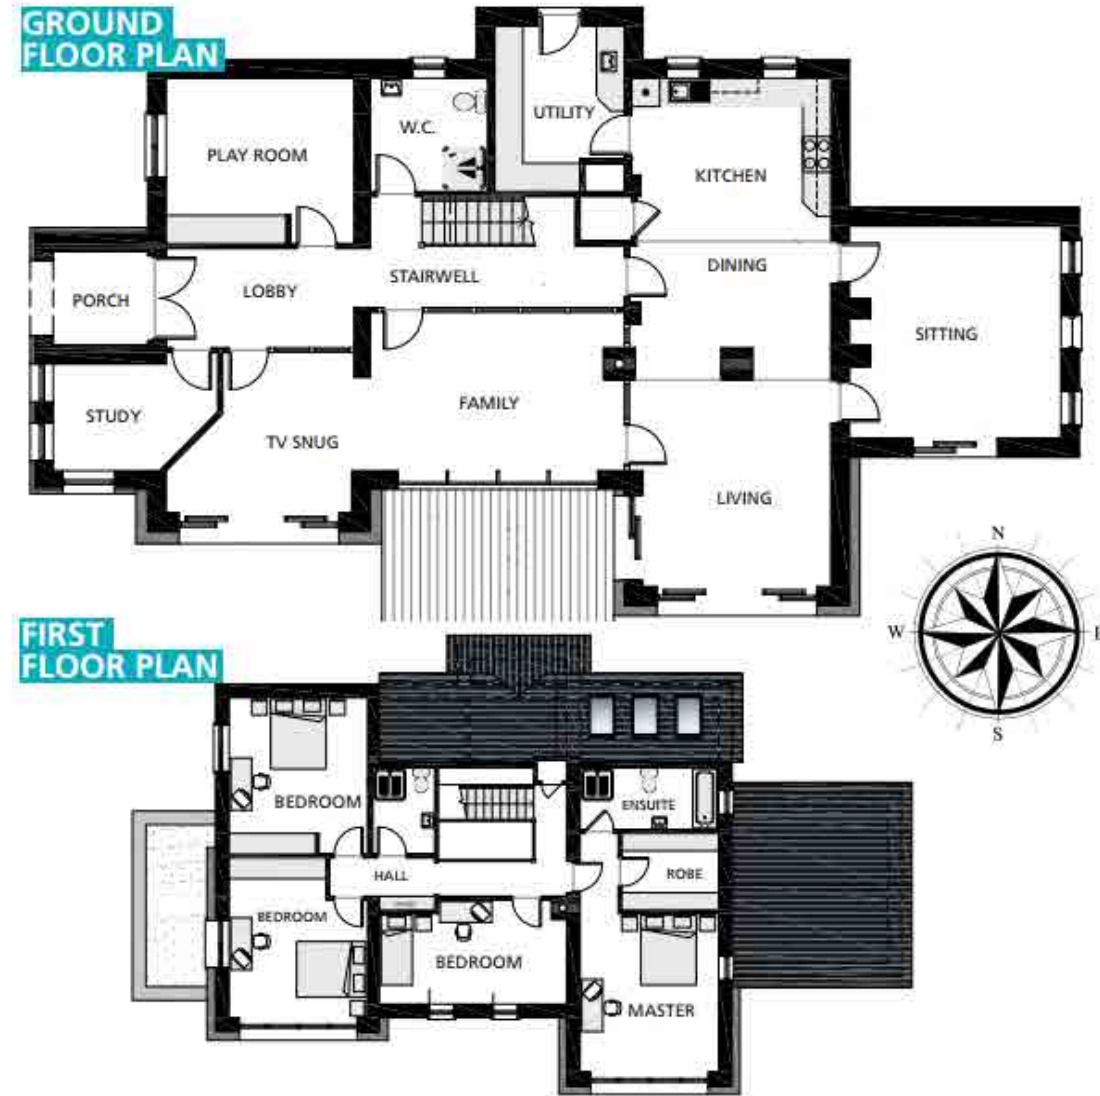 GROUND
FLOOR PLAN
UTILITY
W.C.
PLAY ROOM
KITCHEN
DINING
STAIRWELL
LOBBY
PORCH
SITTING
FAMILY
STUDY
TV SNUG
LIVING
N
W
E
S
FIRST
FLOOR PLAN
BEDROOM
ENSUITE
HALL
ROBE
BEDROOM
BEDROOM
MASTER